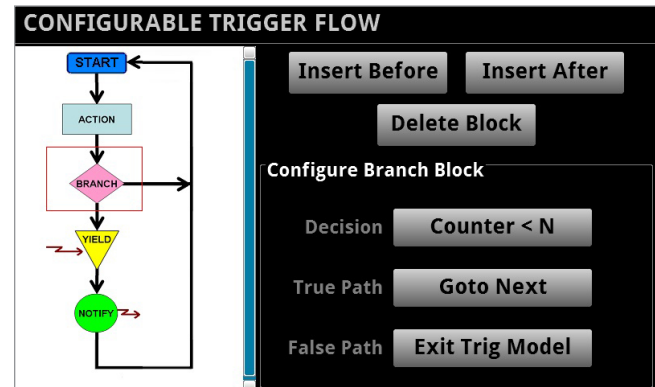 CONFIGURABLE TRIGGER FLOW
START
ACTION
BRANCH
YIELD
NOTIFY
Insert Before
Insert After
Delete Block
Configure Branch Block
Decision
Counter < N
True Path
Goto Next
False Path
Exit Trig Model